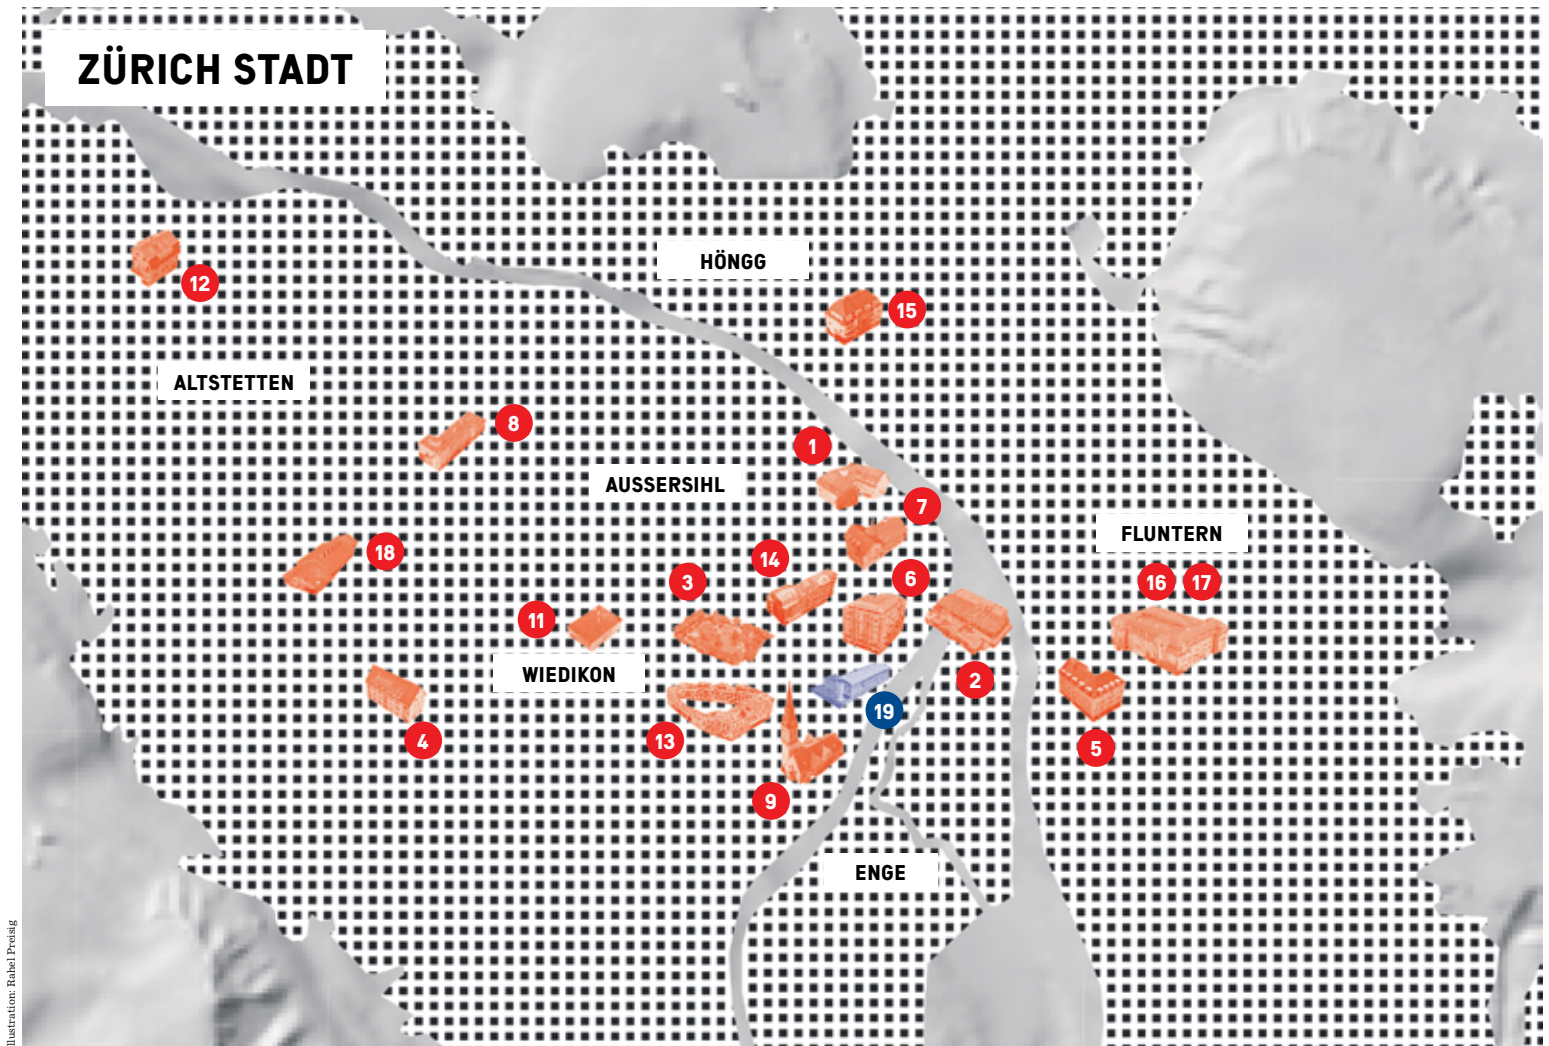 ZÜRICH STADT
HÖNGG
12
15
ALTSTETTEN
8
1
AUSSERSIHL
7
FLUNTERN
18
14
3
6
16 17
11
WIEDIKON
2
19
4
13
5
9
ENGE
Illustration: Rahel Preisig